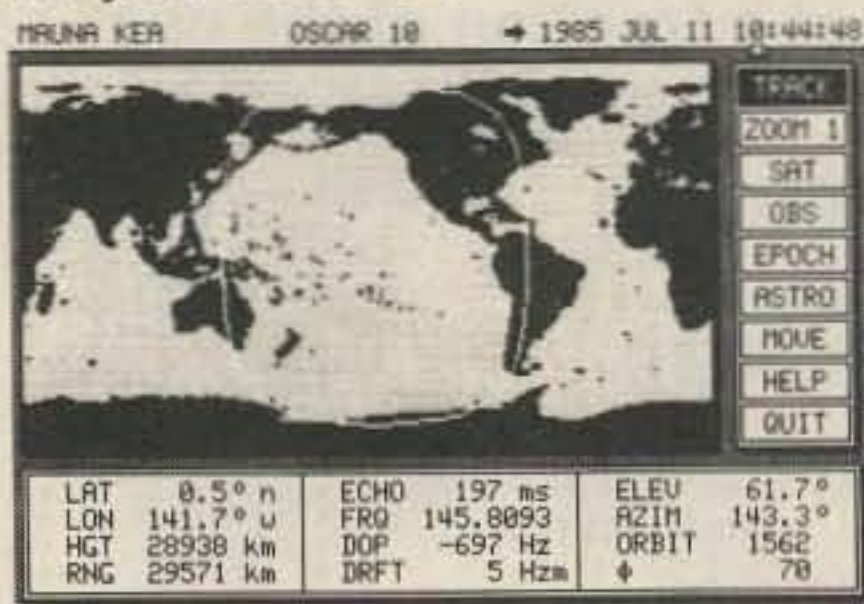 MAUNA KEA OSCAR 10 → 1985 JUL 11 10:44:48
TRACK
ZOOM 1
SAT
OBS
EPOCH
ASTRO
MOVE
HELP
QUIT
LAT 0.5° n
LON 141.7° w
HGT 28938 km
RNG 29571 km
ECHO 197 ms
FRQ 145.8093
DOP -697 Hz
DRFT 5 Hzm
ELEV 61.7°
AZIM 143.3°
ORBIT 1562
ϕ 70